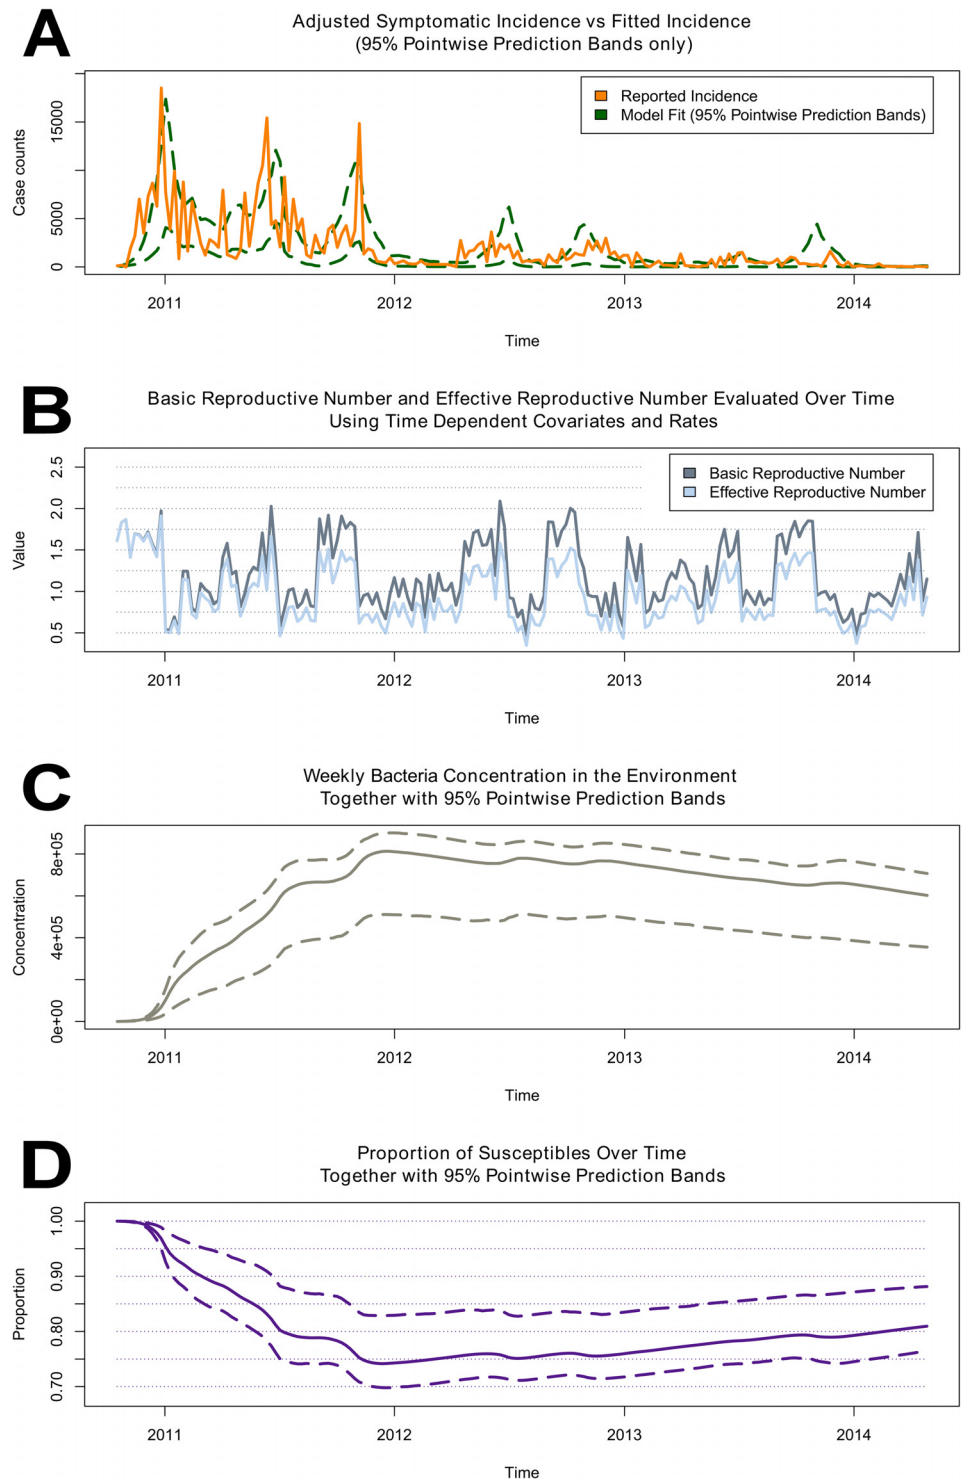 A
Adjusted Symptomatic Incidence vs Fitted Incidence
(95% Pointwise Prediction Bands only)
Case counts
15000
5000
0
Reported Incidence
Model Fit (95% Pointwise Prediction Bands)
2011 2012 2013 2014
Time
B
Basic Reproductive Number and Effective Reproductive Number Evaluated Over Time
Using Time Dependent Covariates and Rates
Value
2.5
2.0
1.5
1.0
0.5
Basic Reproductive Number
Effective Reproductive Number
2011 2012 2013 2014
Time
C
Weekly Bacteria Concentration in the Environment
Together with 95% Pointwise Prediction Bands
Concentration
8e+05
4e+05
0e+00
2011 2012 2013 2014
Time
D
Proportion of Susceptibles Over Time
Together with 95% Pointwise Prediction Bands
Proportion
1.00
0.90
0.80
0.70
2011 2012 2013 2014
Time